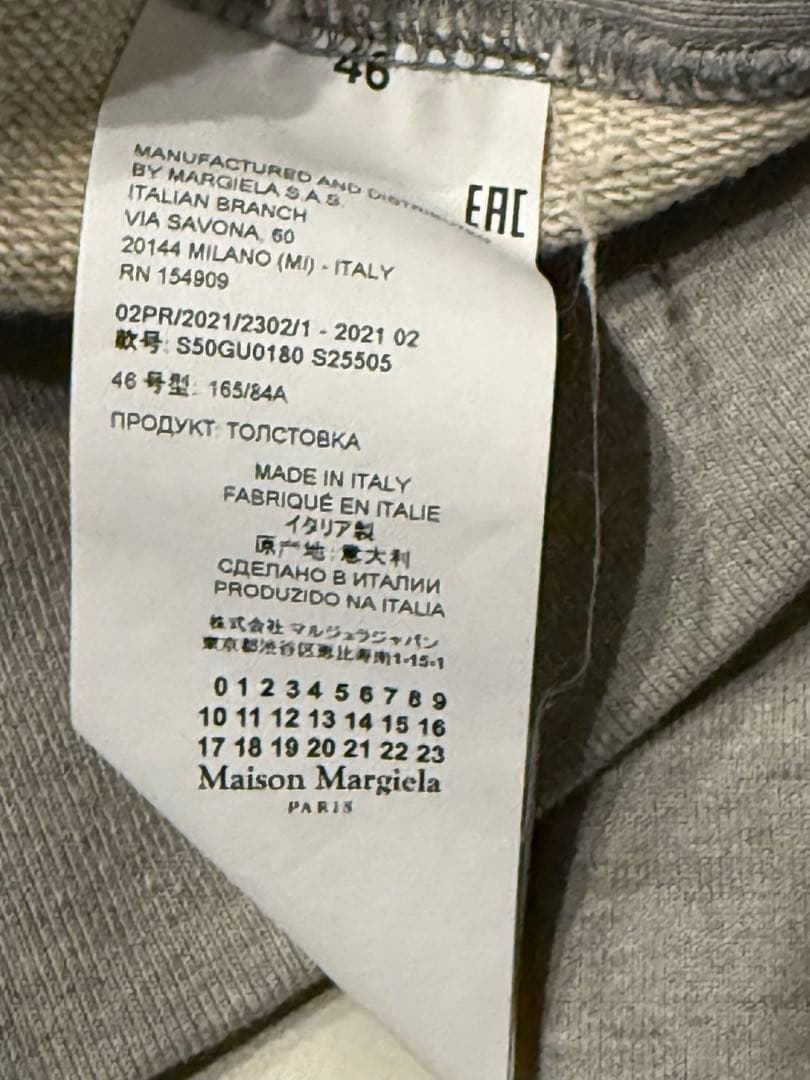 46
MANUFACTURED AND DISTRIBUTED
BY MARGIELA S.A.S.
EAC
ITALIAN BRANCH
VIA SAVONA, 60
20144 MILANO (MI) - ITALY
RN 154909
02PR/2021/2302/1 - 2021 02
款号: S50GU0180 S25505
46 号型: 165/84A
ПРОДУКТ: ТОЛСТОВКА
MADE IN ITALY
FABRIQUÉ EN ITALIE
イタリア製
原产地: 意大利
СДЕЛАНО В ИТАЛИИ
PRODUZIDO NA ITALIA
株式会社 マルジェラジャパン
東京都渋谷区恵比寿南1-15-1
0 1 2 3 4 5 6 7 8 9
10 11 12 13 14 15 16
17 18 19 20 21 22 23
Maison Margiela
PARIS